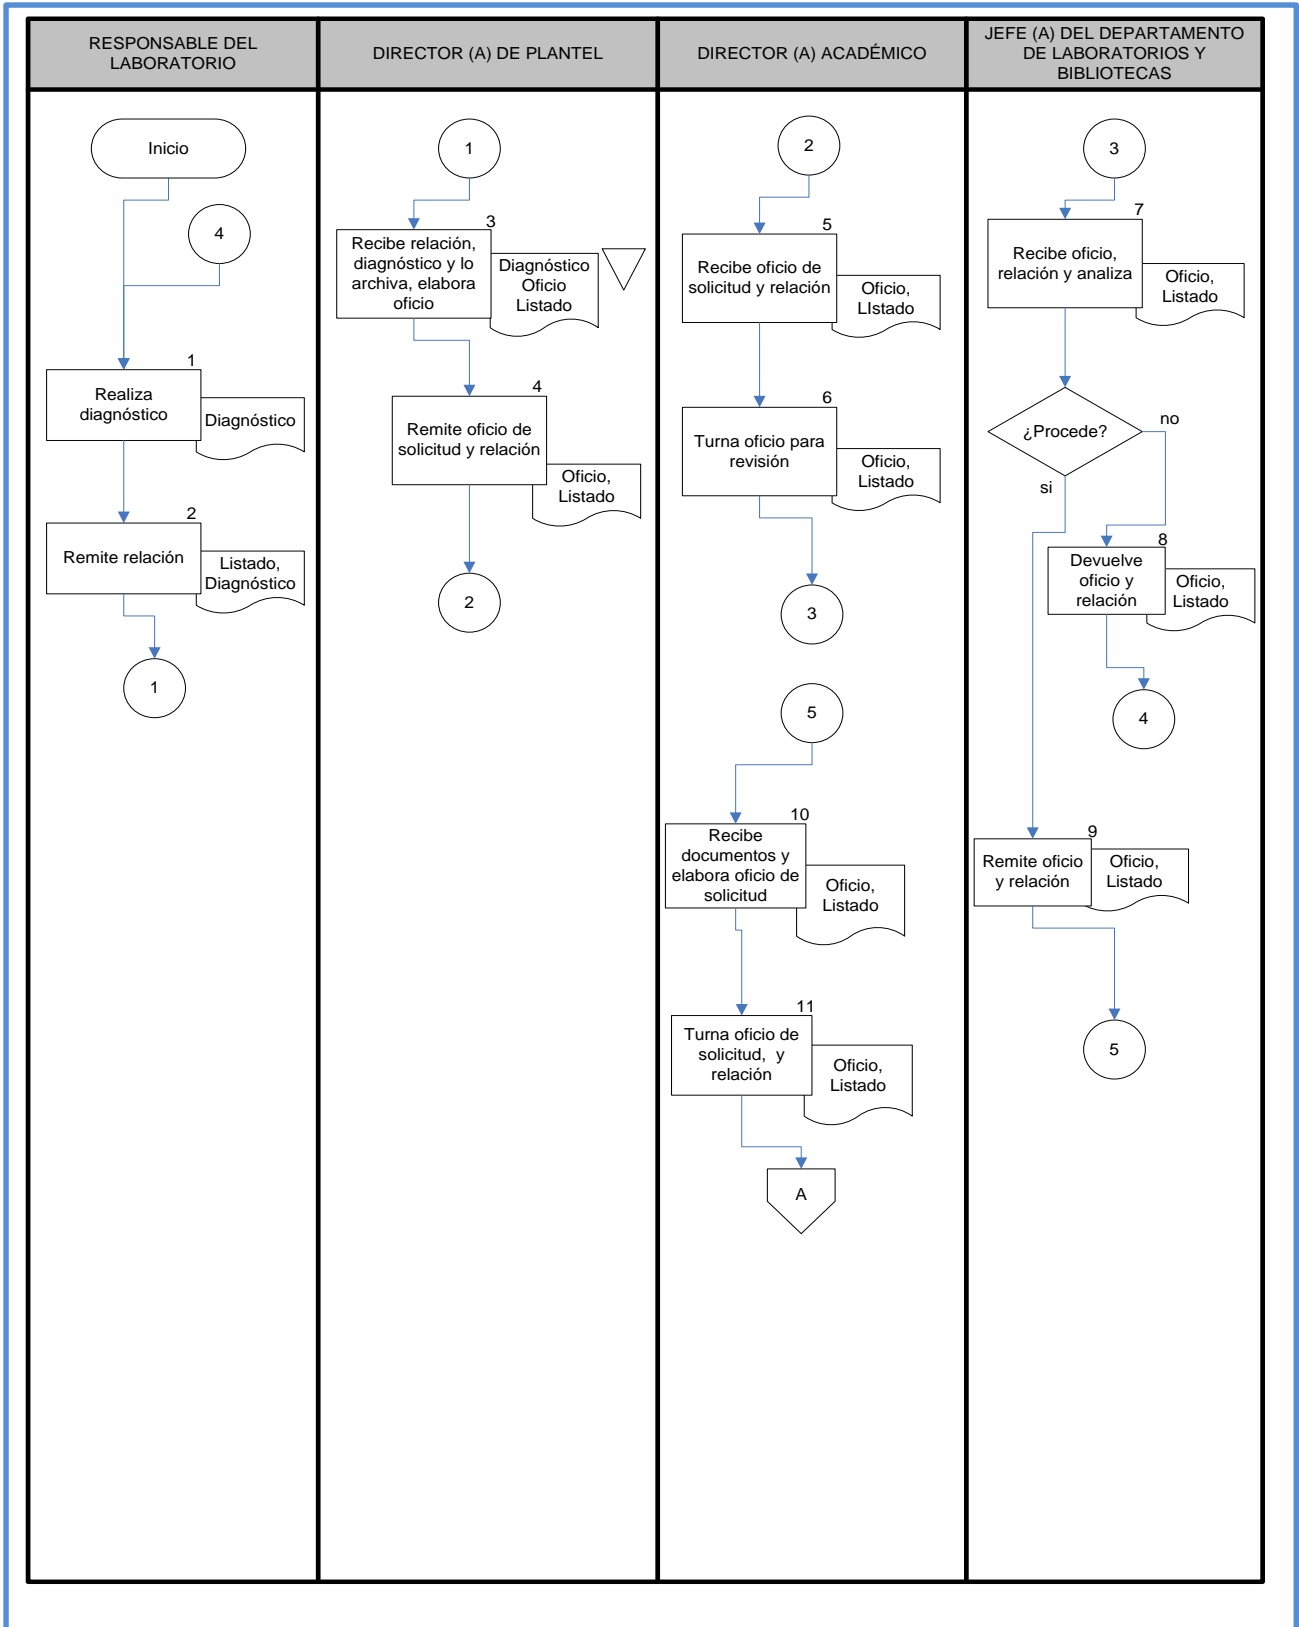 RESPONSABLE DEL
LABORATORIO
DIRECTOR (A) DE PLANTEL
DIRECTOR (A) ACADÉMICO
JEFE (A) DEL DEPARTAMENTO
DE LABORATORIOS Y
BIBLIOTECAS
Inicio
4
1
Realiza
diagnóstico
Diagnóstico
2
Remite relación
Listado,
Diagnóstico
1
1
3
Recibe relación,
diagnóstico y lo
archiva, elabora
oficio
Diagnóstico
Oficio
Listado
4
Remite oficio de
solicitud y relación
Oficio,
Listado
2
2
5
Recibe oficio de
solicitud y relación
Oficio,
LIstado
6
Turna oficio para
revisión
Oficio,
Listado
3
5
10
Recibe
documentos y
elabora oficio de
solicitud
Oficio,
Listado
11
Turna oficio de
solicitud, y
relación
Oficio,
Listado
A
3
7
Recibe oficio,
relación y analiza
Oficio,
Listado
¿Procede?
no
si
8
Devuelve
oficio y
relación
Oficio,
Listado
4
9
Remite oficio
y relación
Oficio,
Listado
5